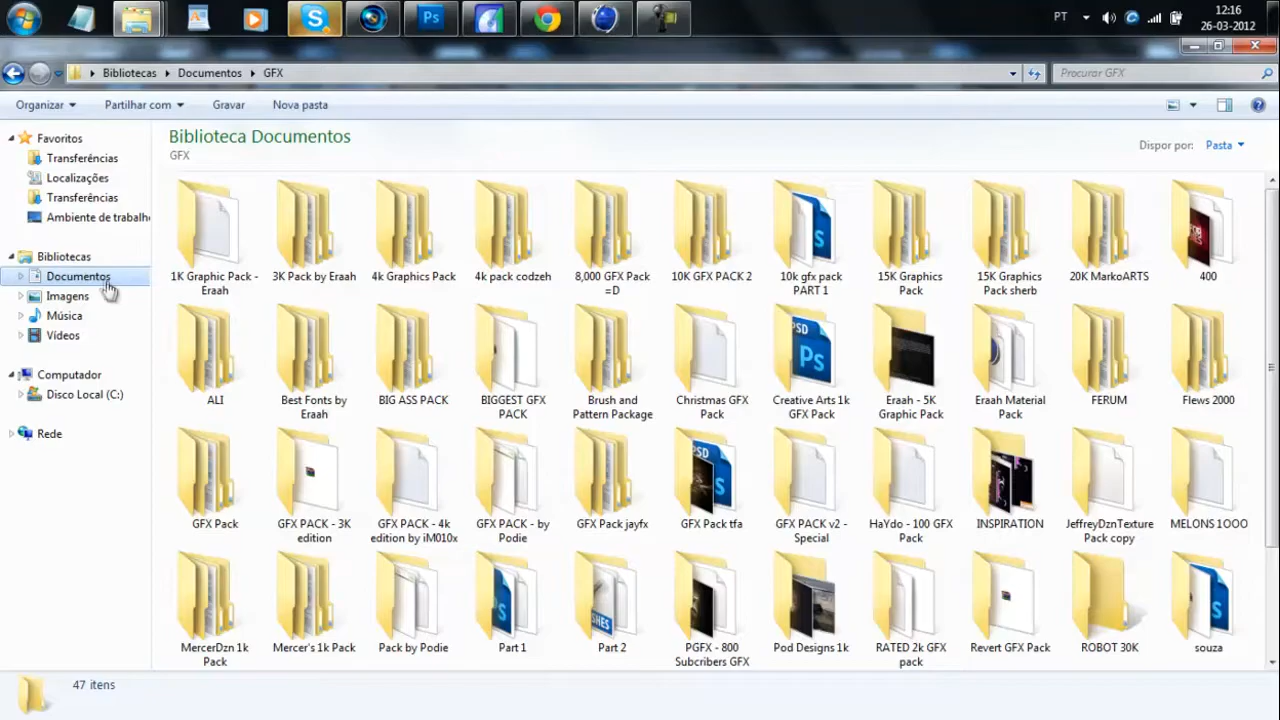 PT
12:16
26-03-2012
Bibliotecas Documentos GFX
Procurar GFX
Organizar Partilhar com Gravar Nova pasta
Favoritos
Transferências
Localizações
Transferências
Ambiente de trabalh
Bibliotecas
Documentos
Imagens
Música
Vídeos
Computador
Disco Local (C:)
Rede
Biblioteca Documentos
GFX
Dispor por: Pasta
1K Graphic Pack -
Eraah
3K Pack by Eraah
4k Graphics Pack
4k pack codzeh
8,000 GFX Pack
=D
10K GFX PACK 2
10k gfx pack
PART 1
15K Graphics
Pack
15K Graphics
Pack sherb
20K MarkoARTS
400
ALI
Best Fonts by
Eraah
BIG ASS PACK
BIGGEST GFX
PACK
Brush and
Pattern Package
Christmas GFX
Pack
Creative Arts 1k
GFX Pack
Eraah - 5K
Graphic Pack
Eraah Material
Pack
FERUM
Flews 2000
GFX Pack
GFX PACK - 3K
edition
GFX PACK - 4k
edition by iM010x
GFX PACK - by
Podie
GFX Pack jayfx
GFX Pack tfa
GFX PACK v2 -
Special
HaYdo - 100 GFX
Pack
INSPIRATION
JeffreyDznTexture
Pack copy
MELONS 1OOO
MercerDzn 1k
Pack
Mercer's 1k Pack
Pack by Podie
Part 1
Part 2
PGFX - 800
Subcribers GFX
Pod Designs 1k
RATED 2k GFX
pack
Revert GFX Pack
ROBOT 30K
souza
47 itens